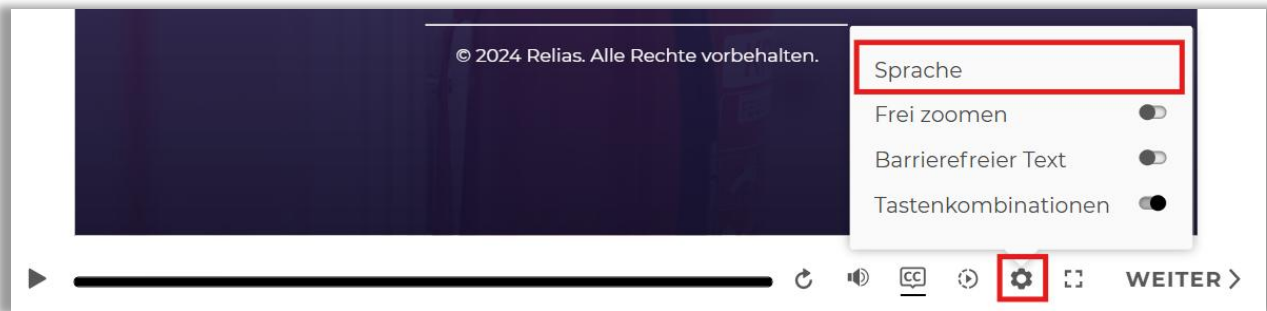 © 2024 Relias. Alle Rechte vorbehalten.
Sprache
Frei zoomen
Barrierefreier Text
Tastenkombinationen
CC
WEITER